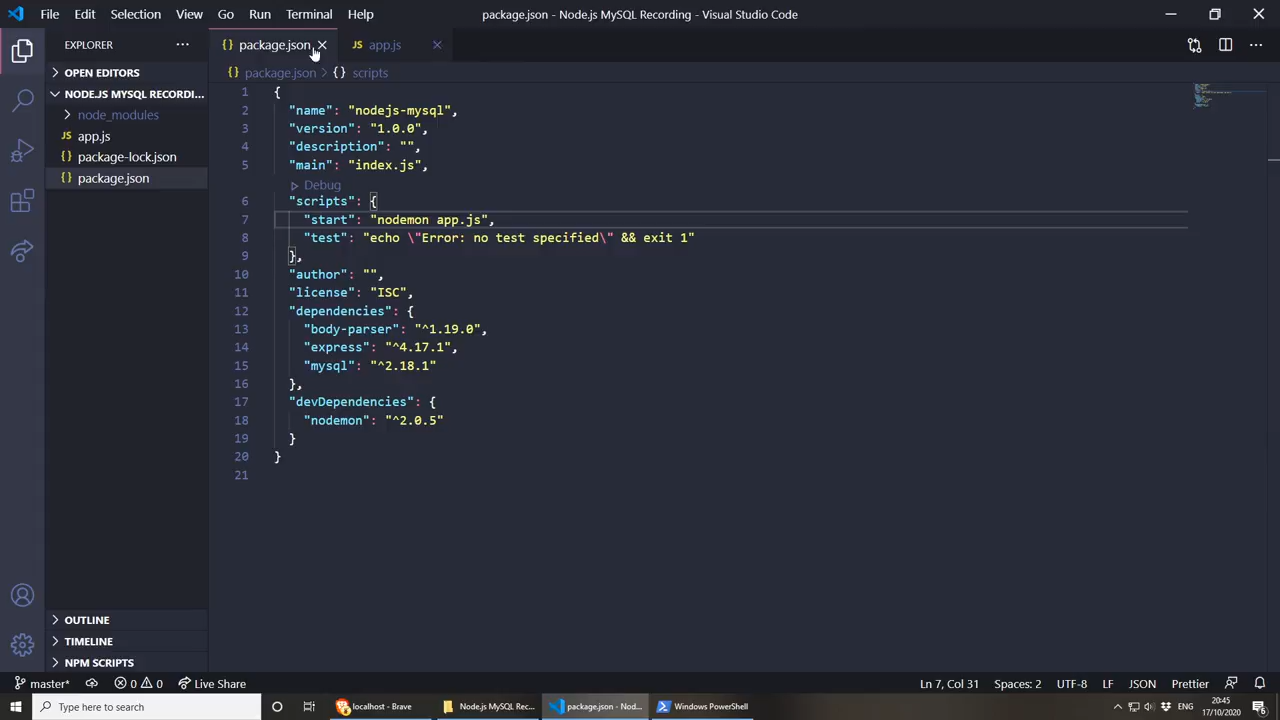 File Edit Selection View Go Run Terminal Help
package.json - Node.js MySQL Recording - Visual Studio Code
EXPLORER
OPEN EDITORS
NODE.JS MYSQL RECORDI...
node_modules
JS app.js
{} package-lock.json
{} package.json
OUTLINE
TIMELINE
NPM SCRIPTS
{} package.json
JS app.js
{} package.json > {} scripts
1 {
2 "name": "nodejs-mysql",
3 "version": "1.0.0",
4 "description": "",
5 "main": "index.js",
Debug
6 "scripts": {
7 "start": "nodemon app.js",
8 "test": "echo \"Error: no test specified\" && exit 1"
9 },
10 "author": "",
11 "license": "ISC",
12 "dependencies": {
13 "body-parser": "^1.19.0",
14 "express": "^4.17.1",
15 "mysql": "^2.18.1"
16 },
17 "devDependencies": {
18 "nodemon": "^2.0.5"
19 }
20 }
21
master* 0 0 Live Share
Ln 7, Col 31 Spaces: 2 UTF-8 LF JSON Prettier
Type here to search
localhost - Brave
Node.js MySQL Rec...
package.json - Nod...
Windows PowerShell
ENG
20:45
17/10/2020